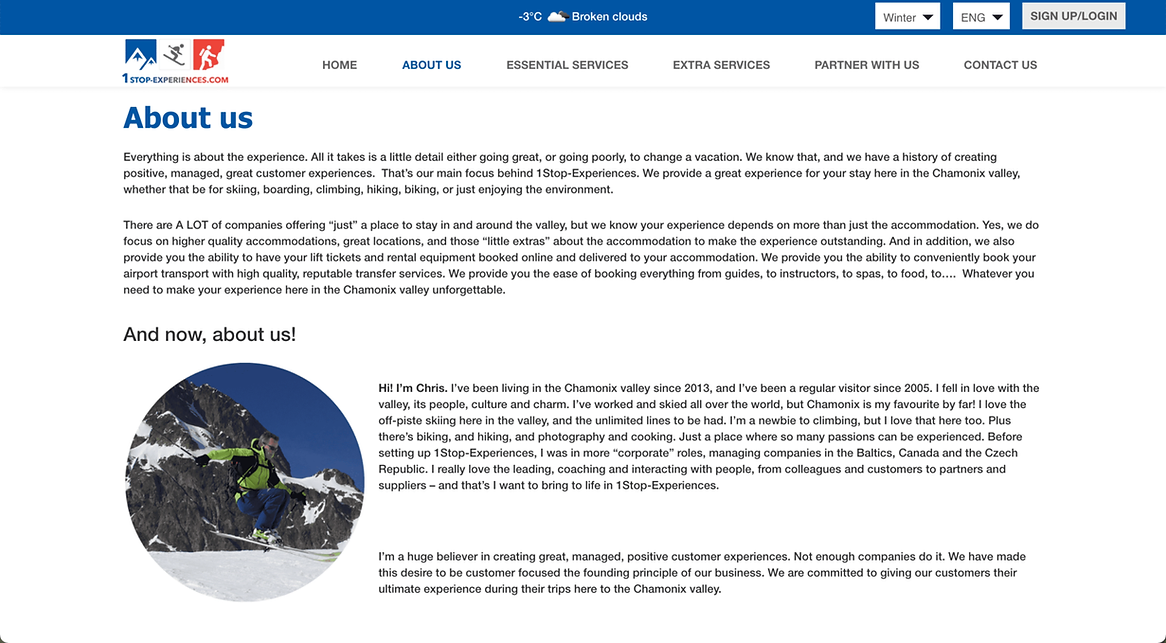 -3°C Broken clouds Winter ENG SIGN UP/LOGIN
1STOP-EXPERIENCES.COM
HOME ABOUT US ESSENTIAL SERVICES EXTRA SERVICES PARTNER WITH US CONTACT US
About us
Everything is about the experience. All it takes is a little detail either going great, or going poorly, to change a vacation. We know that, and we have a history of creating
positive, managed, great customer experiences.  That's our main focus behind 1Stop-Experiences. We provide a great experience for your stay here in the Chamonix valley,
whether that be for skiing, boarding, climbing, hiking, biking, or just enjoying the environment.
There are A LOT of companies offering “just” a place to stay in and around the valley, but we know your experience depends on more than just the accommodation. Yes, we do
focus on higher quality accommodations, great locations, and those “little extras” about the accommodation to make the experience outstanding. And in addition, we also
provide you the ability to have your lift tickets and rental equipment booked online and delivered to your accommodation. We provide you the ability to conveniently book your
airport transport with high quality, reputable transfer services. We provide you the ease of booking everything from guides, to instructors, to spas, to food, to….  Whatever you
need to make your experience here in the Chamonix valley unforgettable.
And now, about us!
Hi! I'm Chris. I've been living in the Chamonix valley since 2013, and I've been a regular visitor since 2005. I fell in love with the
valley, its people, culture and charm. I've worked and skied all over the world, but Chamonix is my favourite by far! I love the
off-piste skiing here in the valley, and the unlimited lines to be had. I'm a newbie to climbing, but I love that here too. Plus
there's biking, and hiking, and photography and cooking. Just a place where so many passions can be experienced. Before
setting up 1Stop-Experiences, I was in more “corporate” roles, managing companies in the Baltics, Canada and the Czech
Republic. I really love the leading, coaching and interacting with people, from colleagues and customers to partners and
suppliers – and that's I want to bring to life in 1Stop-Experiences.
I'm a huge believer in creating great, managed, positive customer experiences. Not enough companies do it. We have made
this desire to be customer focused the founding principle of our business. We are committed to giving our customers their
ultimate experience during their trips here to the Chamonix valley.